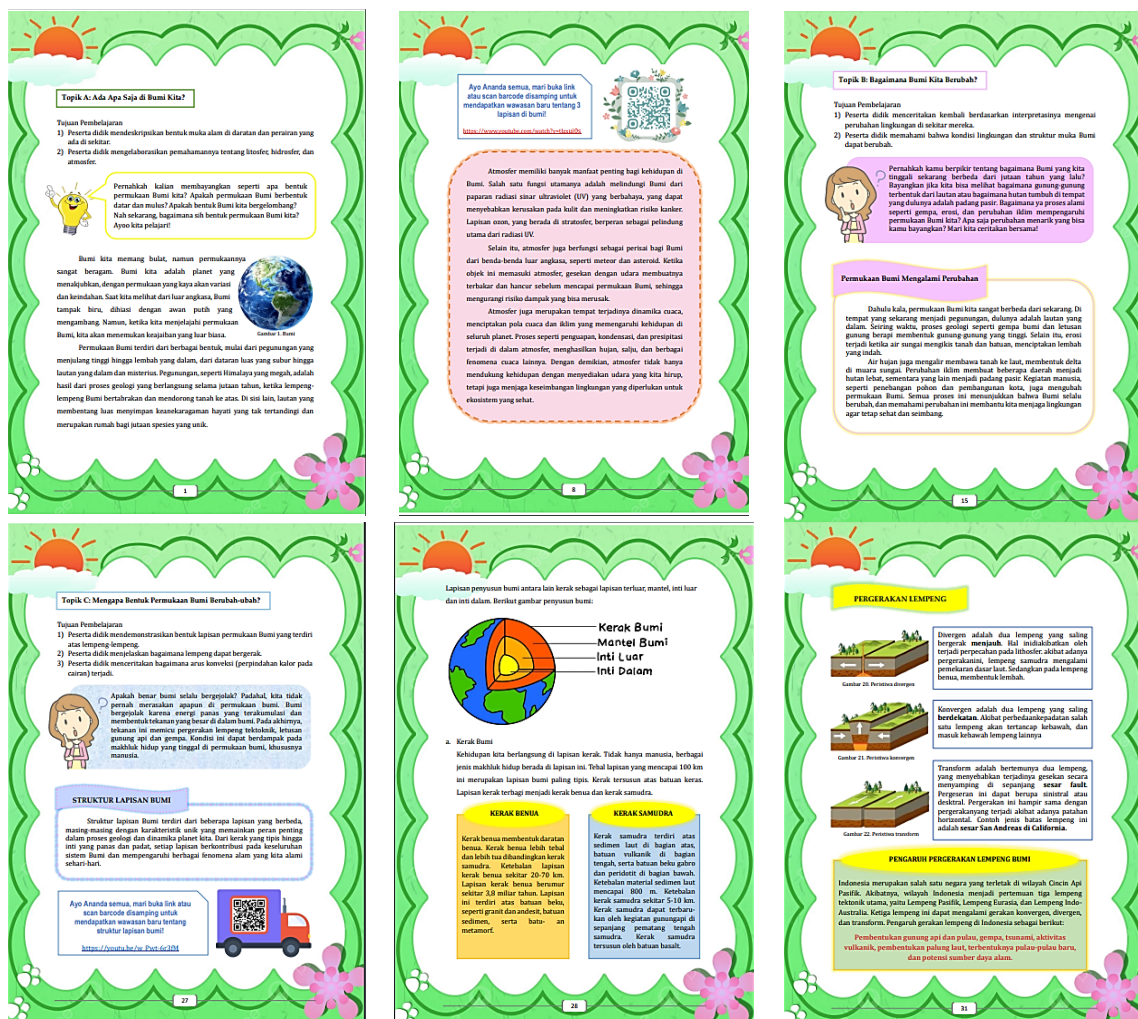 Topik A: Ada Apa Saja di Bumi Kita?
Tujuan Pembelajaran
1) Peserta didik mendeskripsikan bentuk muka alam di daratan dan perairan yang
ada di sekitar.
2) Peserta didik mengelaborasikan pemahamannya tentang litosfer, hidrosfer, dan
atmosfer.
Pernahkah kalian membayangkan seperti apa bentuk
permukaan Bumi kita? Apakah permukaan Bumi berbentuk
datar dan mulus? Apakah bentuk Bumi kita bergelombang?
Nah sekarang, bagaimana sih bentuk permukaan Bumi kita?
Ayoo kita pelajari!
Bumi kita memang bulat, namun permukaannya
sangat beragam. Bumi kita adalah planet yang
menakjubkan, dengan permukaan yang kaya akan variasi
dan keindahan. Saat kita melihat dari luar angkasa, Bumi
tampak biru, dihiasi dengan awan putih yang
mengambang. Namun, ketika kita menjelajahi permukaan
Bumi, kita akan menemukan keajaiban yang luar biasa.
Gambar 1. Bumi
Permukaan Bumi terdiri dari berbagai bentuk, mulai dari pegunungan yang
menjulang tinggi hingga lembah yang dalam, dari dataran luas yang subur hingga
lautan yang dalam dan misterius. Pegunungan, seperti Himalaya yang megah, adalah
hasil dari proses geologi yang berlangsung selama jutaan tahun, ketika lempeng-
lempeng Bumi bertabrakan dan mendorong tanah ke atas. Di sisi lain, lautan yang
membentang luas menyimpan keanekaragaman hayati yang tak tertandingi dan
merupakan rumah bagi jutaan spesies yang unik.
1
Ayo Ananda semua, mari buka link
atau scan barcode disamping untuk
mendapatkan wawasan baru tentang 3
lapisan di bumi!
Atmosfer memiliki banyak manfaat penting bagi kehidupan di
Bumi. Salah satu fungsi utamanya adalah melindungi Bumi dari
paparan radiasi sinar ultraviolet (UV) yang berbahaya, yang dapat
menyebabkan kerusakan pada kulit dan meningkatkan risiko kanker.
Lapisan ozon, yang berada di stratosfer, berperan sebagai pelindung
utama dari radiasi UV.
Selain itu, atmosfer juga berfungsi sebagai perisai bagi Bumi
dari benda-benda luar angkasa, seperti meteor dan asteroid. Ketika
objek ini memasuki atmosfer, gesekan dengan udara membuatnya
terbakar dan hancur sebelum mencapai permukaan Bumi, sehingga
mengurangi risiko dampak yang bisa merusak.
Atmosfer juga merupakan tempat terjadinya dinamika cuaca,
menciptakan pola cuaca dan iklim yang memengaruhi kehidupan di
seluruh planet. Proses seperti penguapan, kondensasi, dan presipitasi
terjadi di dalam atmosfer, menghasilkan hujan, salju, dan berbagai
fenomena cuaca lainnya. Dengan demikian, atmosfer tidak hanya
mendukung kehidupan dengan menyediakan udara yang kita hirup,
tetapi juga menjaga keseimbangan lingkungan yang diperlukan untuk
ekosistem yang sehat.
8
Topik B: Bagaimana Bumi Kita Berubah?
Tujuan Pembelajaran
1) Peserta didik menceritakan kembali berdasarkan interpretasinya mengenai
perubahan lingkungan di sekitar mereka.
2) Peserta didik memahami bahwa kondisi lingkungan dan struktur muka Bumi
dapat berubah.
Pernahkah kamu berpikir tentang bagaimana Bumi yang kita
tinggali sekarang berbeda dari jutaan tahun yang lalu?
Bayangkan jika kita bisa melihat bagaimana gunung-gunung
terbentuk dari lautan atau bagaimana hutan tumbuh di tempat
yang dulunya adalah padang pasir. Bagaimana ya proses alami
seperti gempa, erosi, dan perubahan iklim mempengaruhi
permukaan Bumi kita? Apa saja perubahan menarik yang bisa
kamu bayangkan? Mari kita ceritakan bersama!
Permukaan Bumi Mengalami Perubahan
Dahulu kala, permukaan Bumi kita sangat berbeda dari sekarang. Di
tempat yang sekarang menjadi pegunungan, dulunya adalah lautan yang
dalam. Seiring waktu, proses geologi seperti gempa bumi dan letusan
gunung berapi membentuk gunung-gunung yang tinggi. Selain itu, erosi
terjadi ketika air sungai mengikis tanah dan batuan, menciptakan lembah
yang indah.
Air hujan juga mengalir membawa tanah ke laut, membentuk delta
di muara sungai. Perubahan iklim membuat beberapa daerah menjadi
hutan lebat, sementara yang lain menjadi padang pasir. Kegiatan manusia,
seperti penebangan pohon dan pembangunan kota, juga mengubah
permukaan Bumi. Semua proses ini menunjukkan bahwa Bumi selalu
berubah, dan memahami perubahan ini membantu kita menjaga lingkungan
agar tetap sehat dan seimbang.
15
Topik C: Mengapa Bentuk Permukaan Bumi Berubah-ubah?
Tujuan Pembelajaran
1) Peserta didik mendemonstrasikan bentuk lapisan permukaan Bumi yang terdiri
atas lempeng-lempeng.
2) Peserta didik menjelaskan bagaimana lempeng dapat bergerak.
3) Peserta didik menceritakan bagaimana arus konveksi (perpindahan kalor pada
cairan) terjadi.
Apakah benar bumi selalu bergejolak? Padahal, kita tidak
pernah merasakan apapun di permukaan bumi. Bumi
bergejolak karena energi panas yang terakumulasi dan
membentuk tekanan yang besar di dalam bumi. Pada akhirnya,
tekanan ini memicu pergerakan lempeng tektoknik, letusan
gunung api dan gempa. Kondisi ini dapat berdampak pada
makhluk hidup yang tinggal di permukaan bumi, khususnya
manusia.
STRUKTUR LAPISAN BUMI
Struktur lapisan Bumi terdiri dari beberapa lapisan yang berbeda,
masing-masing dengan karakteristik unik yang memainkan peran penting
dalam proses geologi dan dinamika planet kita. Dari kerak yang tipis hingga
inti yang panas dan padat, setiap lapisan berkontribusi pada keseluruhan
sistem Bumi dan mempengaruhi berbagai fenomena alam yang kita alami
sehari-hari.
Ayo Ananda semua, mari buka link atau
scan barcode disamping untuk
mendapatkan wawasan baru tentang
struktur lapisan bumi!
27
Lapisan penyusun bumi antara lain kerak sebagai lapisan terluar, mantel, inti luar
dan inti dalam. Berikut gambar penyusun bumi:
Kerak Bumi
Mantel Bumi
Inti Luar
Inti Dalam
a. Kerak Bumi
Kehidupan kita berlangsung di lapisan kerak. Tidak hanya manusia, berbagai
jenis makhluk hidup berada di lapisan ini. Tebal lapisan yang mencapai 100 km
ini merupakan lapisan bumi paling tipis. Kerak tersusun atas batuan keras.
Lapisan kerak terbagi menjadi kerak benua dan kerak samudra.
KERAK BENUA
Kerak benua membentuk daratan
benua. Kerak benua lebih tebal
dan lebih tua dihandingkan kerak
samudra. Ketebalan lapisan
kerak benua sekitar 20-70 km.
Lapisan kerak benua berumur
sekitar 3,8 miliar tahun. Lapisan
ini terdiri atas batuan beku,
seperti granit dan andesit, batuan
sedimen, serta batu- an
metamorf.
KERAK SAMUDRA
Kerak samudra terdiri atas
sedimen laut di bagian atas,
batuan vulkanik di bagian
tengah, serta batuan beku gabro
dan peridotit di bagian bawah.
Ketebalan material sedimen laut
mencapai 800 m. Ketebalan
kerak samudra sekitar 5-10 km.
Kerak samudra dapat terbaru-
kan oleh kegiatan gunungapi di
sepanjang pematang tengah
samudra. Kerak samudra
tersusun oleh batuan basalt.
28
PERGERAKAN LEMPENG
Gambar 20. Peristiwa divergen
Divergen adalah dua lempeng yang saling
bergerak menjauh. Hal inidiakibatkan oleh
terjadi perpecahan pada lithosfer. akibat adanya
pergerakanini, lempeng samudra mengalami
pemekaran dasar laut. Sedangkan pada lempeng
benua, membentuk lembah.
Gambar 21. Peristiwa konvergen
Konvergen adalah dua lempeng yang saling
berdekatan. Akibat perbedaankepadatan salah
satu lempeng akan tertancap kebawah, dan
masuk kebawah lempeng lainnya
Gambar 22. Peristiwa transform
Transform adalah bertemunya dua lempeng,
yang menyebabkan terjadinya gesekan secara
menyamping di sepanjang sesar fault.
Pergeseran ini dapat berupa sinistral atau
desktral. Pergerakan ini hampir sama dengan
pergerakanyang terjadi akibat adanya patahan
horizontal. Contoh jenis batas lempeng ini
adalah sesar San Andreas di California.
PENGARUH PERGERAKAN LEMPENG BUMI
Indonesia merupakan salah satu negara yang terletak di wilayah Cincin Api
Pasifik. Akibatnya, wilayah Indonesia menjadi pertemuan tiga lempeng
tektonik utama, yaitu Lempeng Pasifik, Lempeng Eurasia, dan Lempeng Indo-
Australia. Ketiga lempeng ini dapat mengalami gerakan konvergen, divergen,
dan transform. Pengaruh gerakan lempeng di Indonesia sebagai berikut:
Pembentukan gunung api dan pulau, gempa, tsunami, aktivitas
vulkanik, pembentukan palung laut, terbentuknya pulau-pulau baru,
dan potensi sumber daya alam.
31